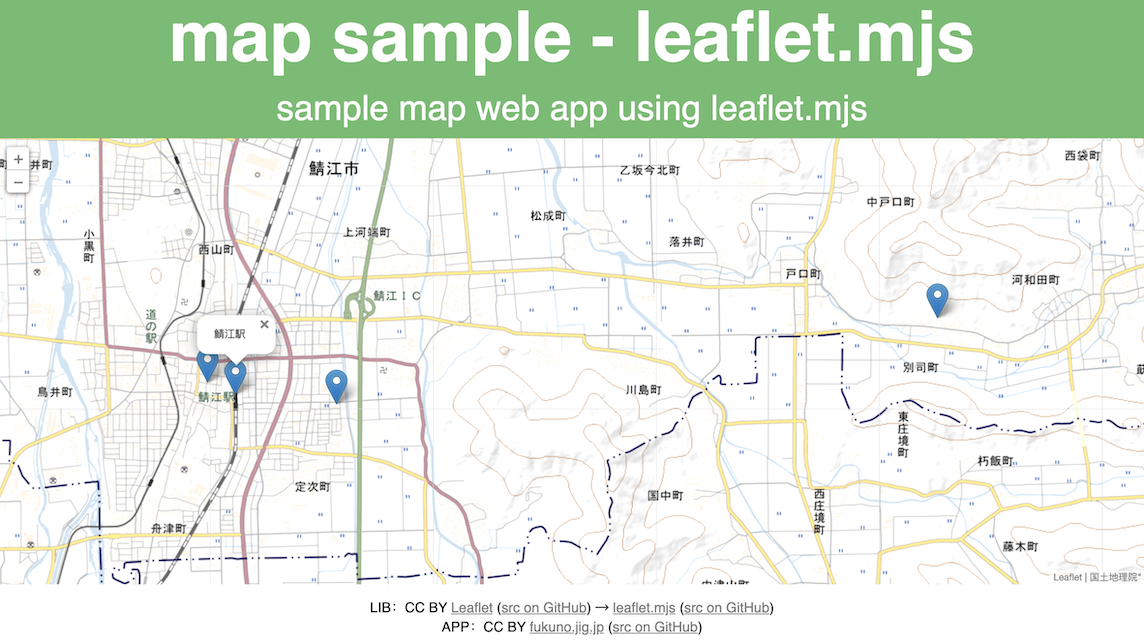 map sample - leaflet.mjs
sample map web app using leaflet.mjs
+
−
井町
鯖江市
乙坂今北町
西袋町
中戸口町
松成町
小黒町
上河端町
西山町
落井町
戸口町
河和田町
鯖江ＩＣ
道の駅
鯖江駅
×
鳥井町
鯖江駅
川島町
別司町
東庄境町
朽飯町
定次町
国中町
西庄境町
舟津町
藤木町
Leaflet | 国土地理院"
LIB： CC BY Leaflet (src on GitHub) → leaflet.mjs (src on GitHub)
APP： CC BY fukuno.jig.jp (src on GitHub)